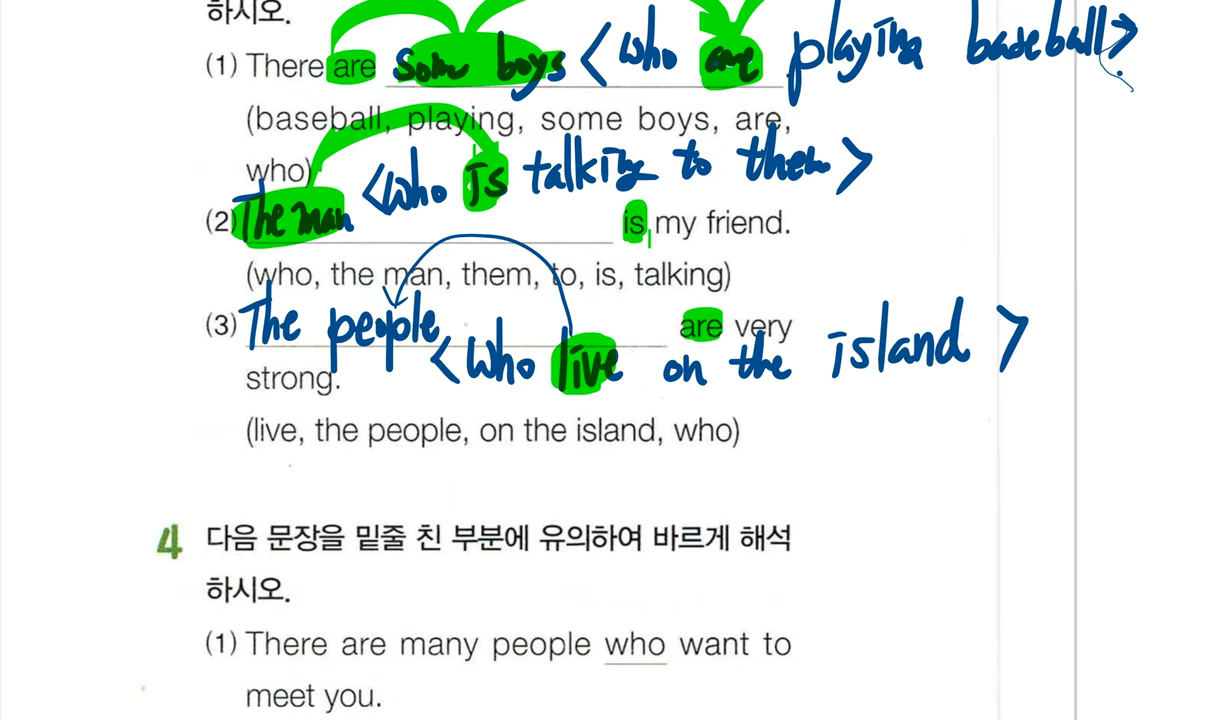 하시오.
(1) There are some boys <who are playing baseball>.
(baseball, playing, some boys, are,
who)
<who is talking to them>
(2) The man is my friend.
(who, the man, them, to, is, talking)
(3) The people are very
<who live on the island>
strong.
(live, the people, on the island, who)
4 다음 문장을 밑줄 친 부분에 유의하여 바르게 해석
하시오.
(1) There are many people who want to
meet you.